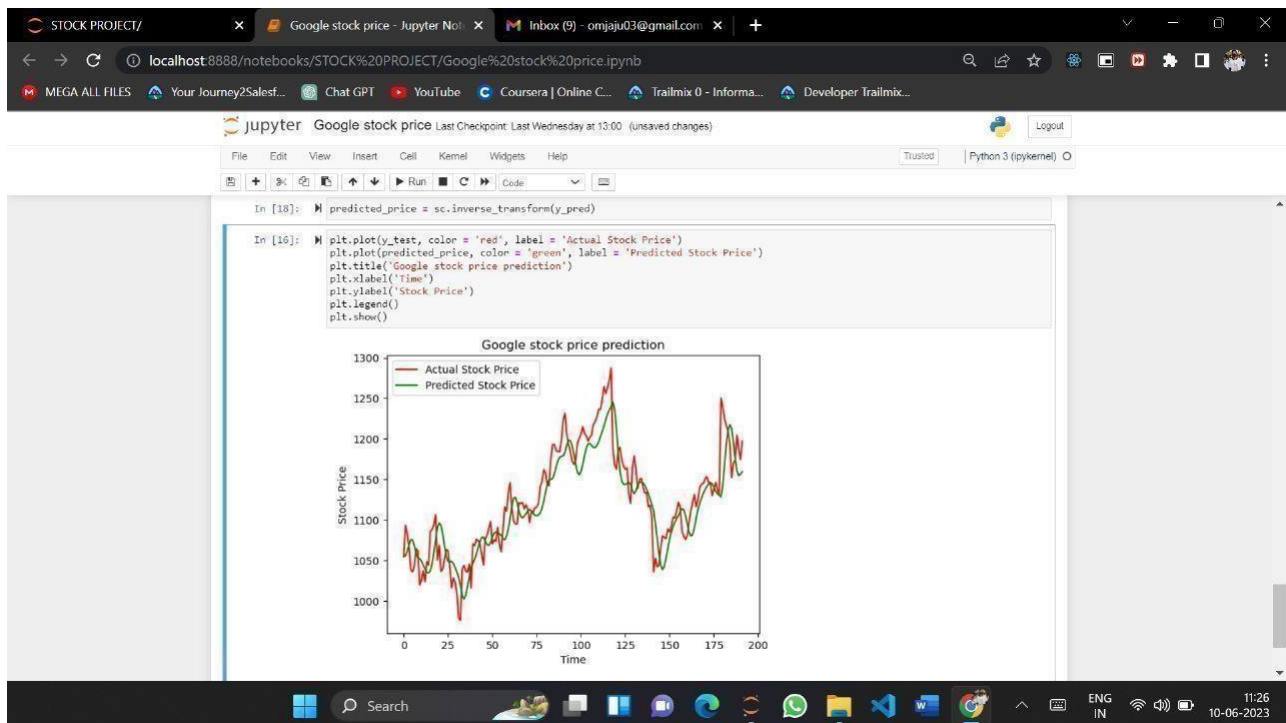 STOCK PROJECT/
Google stock price - Jupyter Not
Inbox (9) - omjaju03@gmail.com
localhost:8888/notebooks/STOCK%20PROJECT/Google%20stock%20price.ipynb
MEGA ALL FILES
Your Journey2Salesf...
Chat GPT
YouTube
Coursera | Online C...
Trailmix 0 - Informa...
Developer Trailmix...
jupyter Google stock price Last Checkpoint: Last Wednesday at 13:00 (unsaved changes)
Logout
File Edit View Insert Cell Kernel Widgets Help
Trusted
Python 3 (ipykernel)
Run
Code
In [18]: predicted_price = sc.inverse_transform(y_pred)
In [16]: plt.plot(y_test, color = 'red', label = 'Actual Stock Price')
plt.plot(predicted_price, color = 'green', label = 'Predicted Stock Price')
plt.title('Google stock price prediction')
plt.xlabel('Time')
plt.ylabel('Stock Price')
plt.legend()
plt.show()
Google stock price prediction
Actual Stock Price
Predicted Stock Price
1300
1250
1200
1150
1100
1050
1000
Stock Price
0 25 50 75 100 125 150 175 200
Time
Search
ENG
IN
11:26
10-06-2023